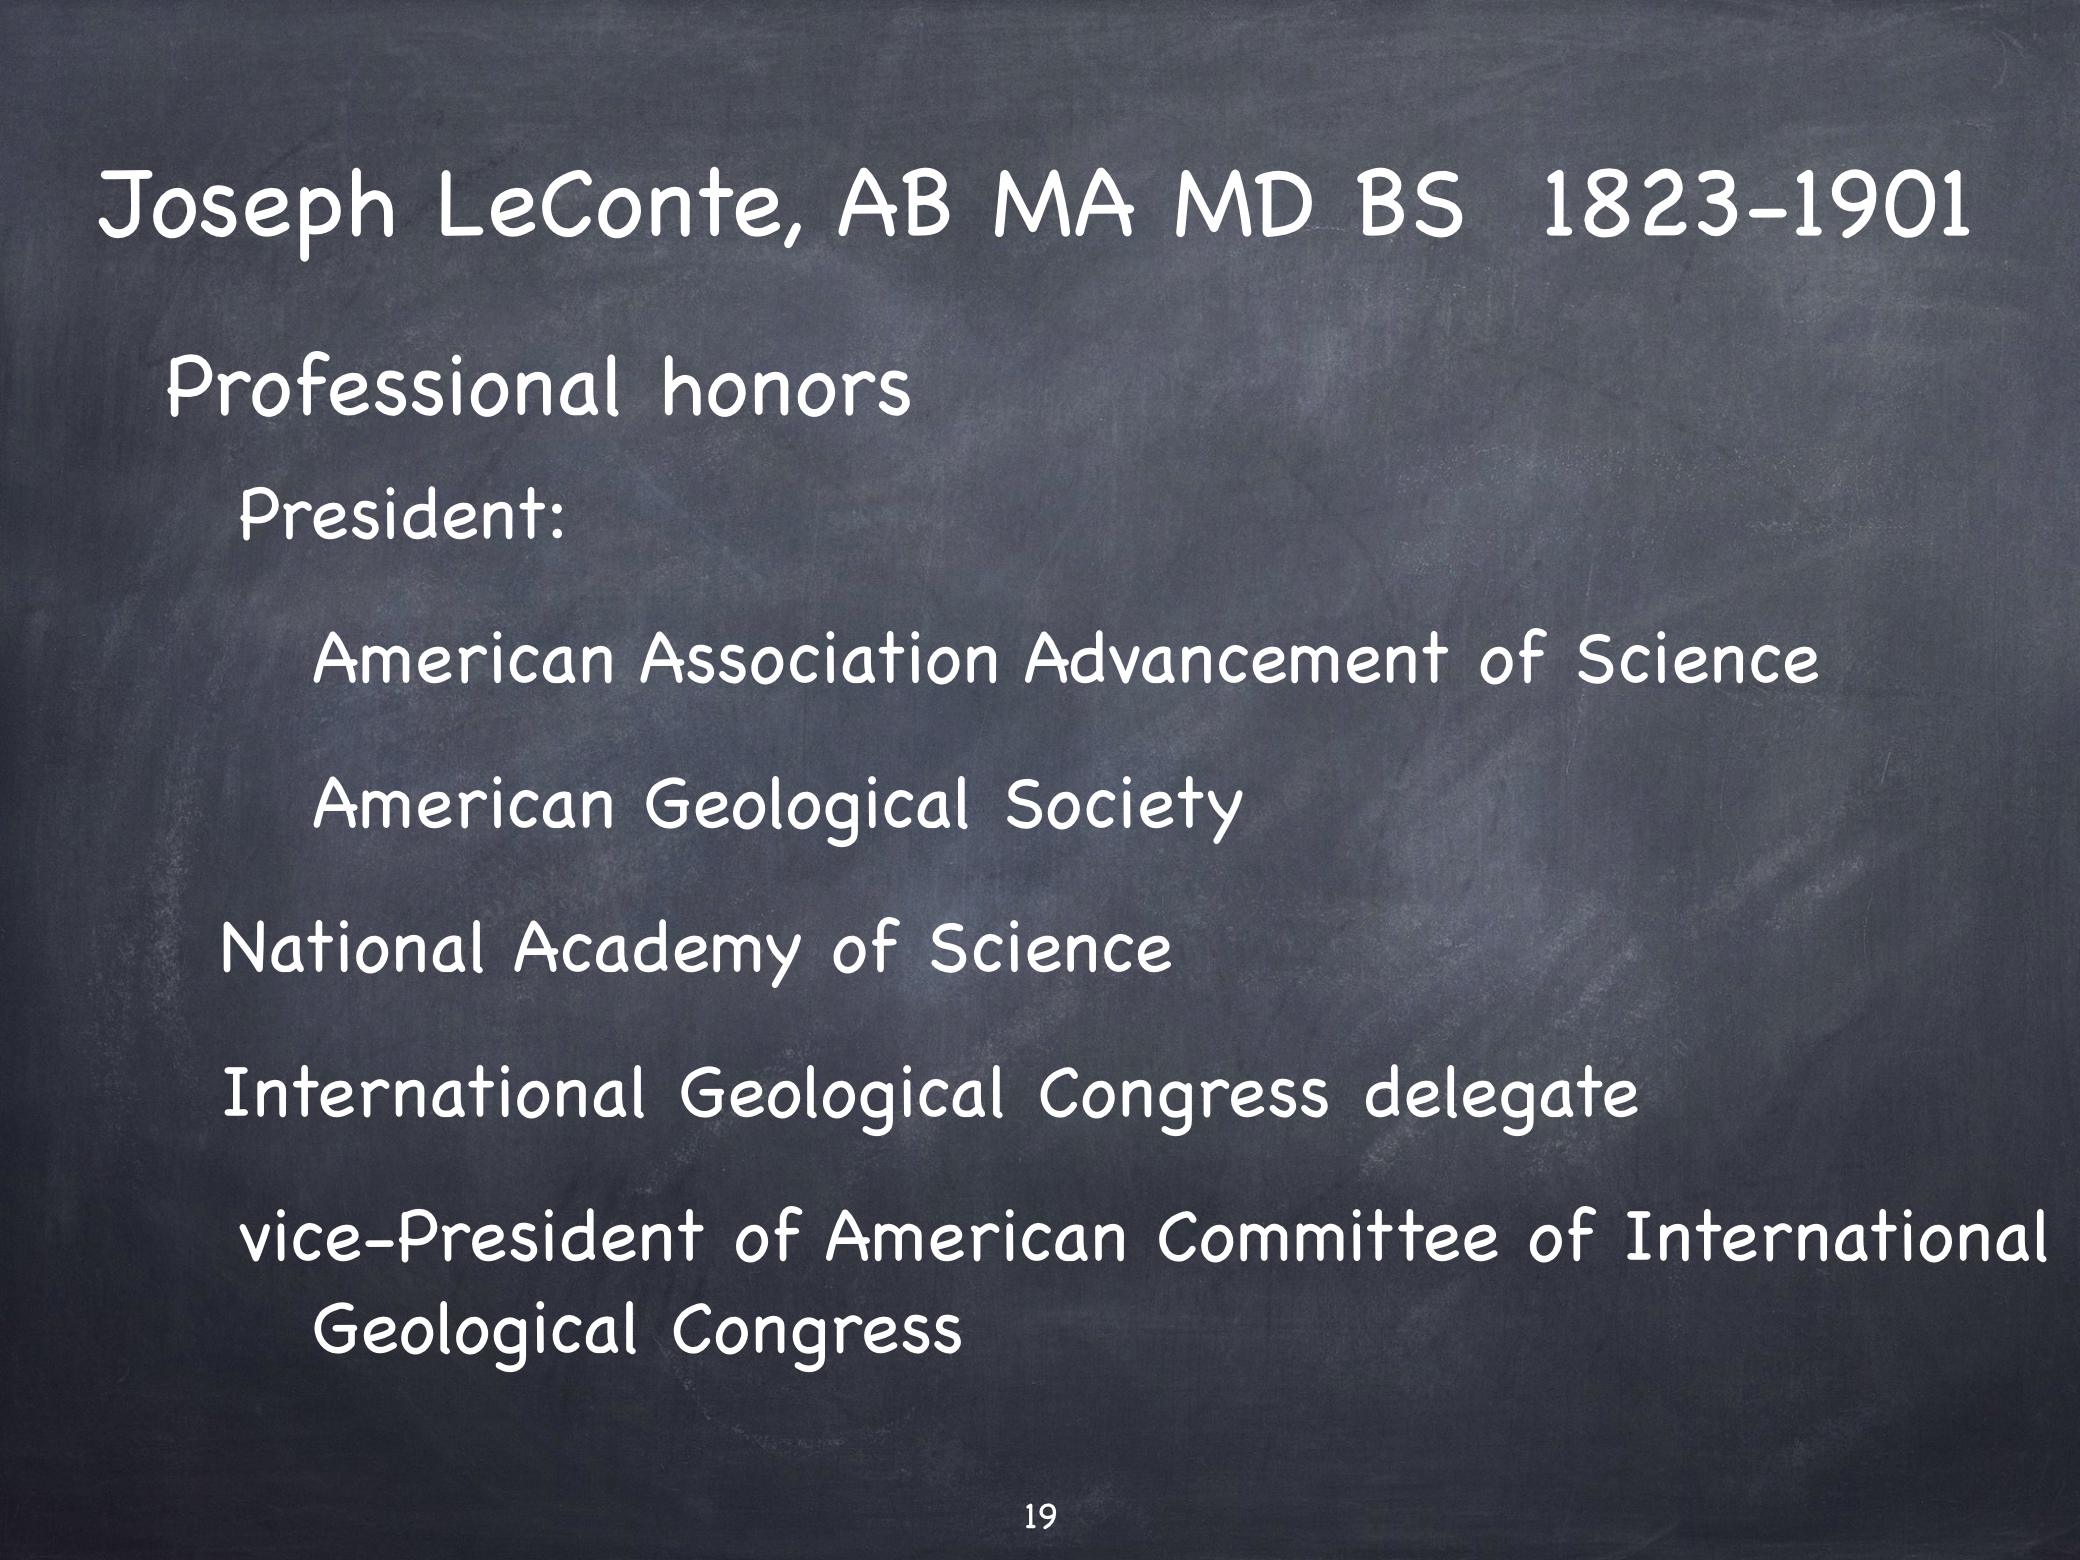 Joseph LeConte, AB MA MD BS 1823-1901
Professional honors
President:
American Association Advancement of Science
American Geological Society
National Academy of Science
International Geological Congress delegate
vice-President of American Committee of International
Geological Congress
19